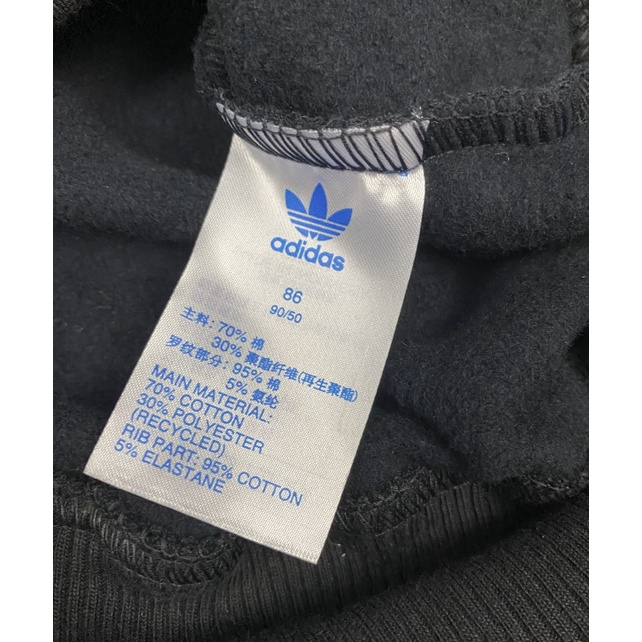 adidas
86
90/50
主料: 70% 棉
30% 聚酯纤维(再生聚酯)
罗纹部分: 95% 棉
5% 氨纶
MAIN MATERIAL:
70% COTTON
30% POLYESTER
(RECYCLED)
RIB PART: 95% COTTON
5% ELASTANE